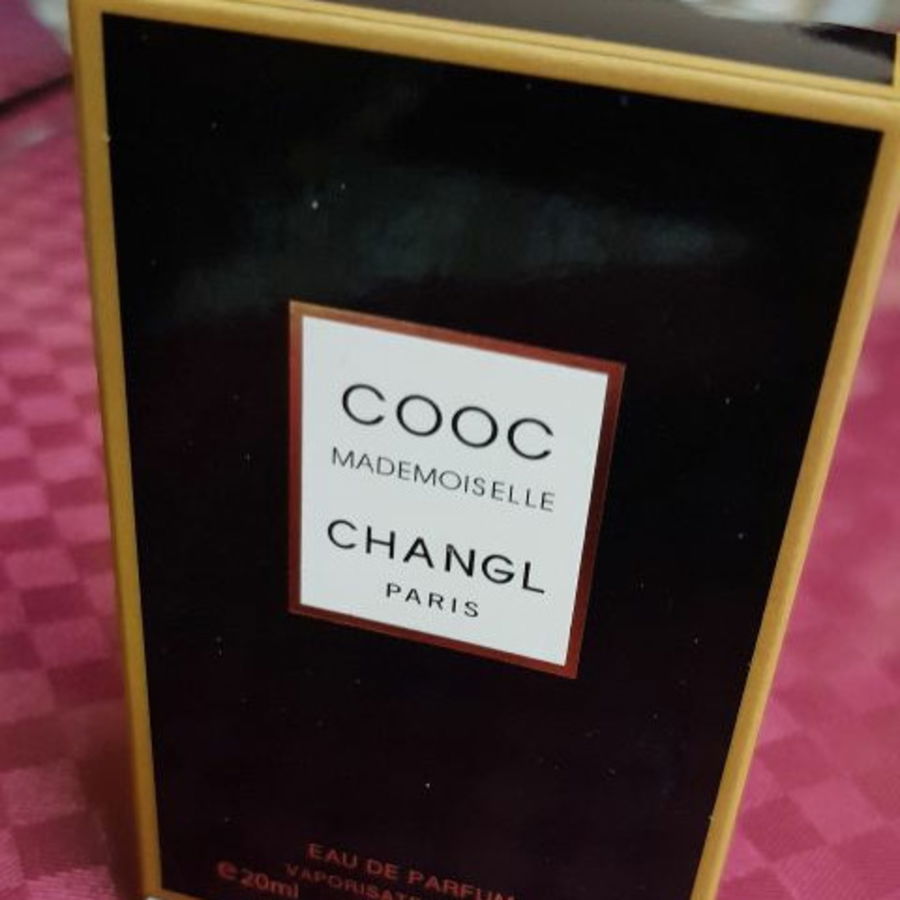 COOC
MADEMOISELLE
CHANGL
PARIS
EAU DE PARFUM
e 20ml